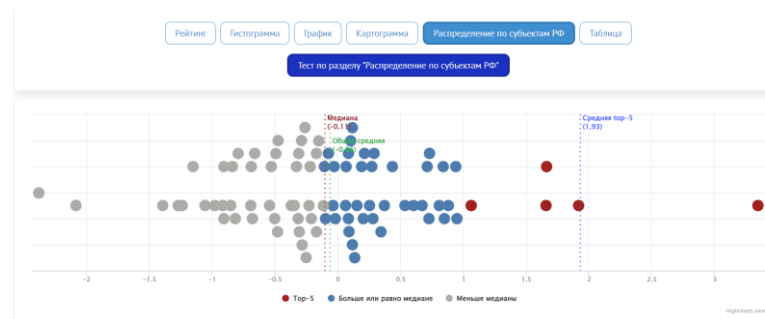 Рейтинг Гистограмма График Картограмма Распределение по субъектам РФ Таблица
Тест по разделу "Распределение по субъектам РФ"
Медиана
(-0.11)
Средняя top-5
(1.93)
средняя
-2 -1.5 -1 -0.5 0 0.5 1 1.5 2 2.5 3
Top-5 Больше или равно медиане Меньше медианы
Highcharts.com